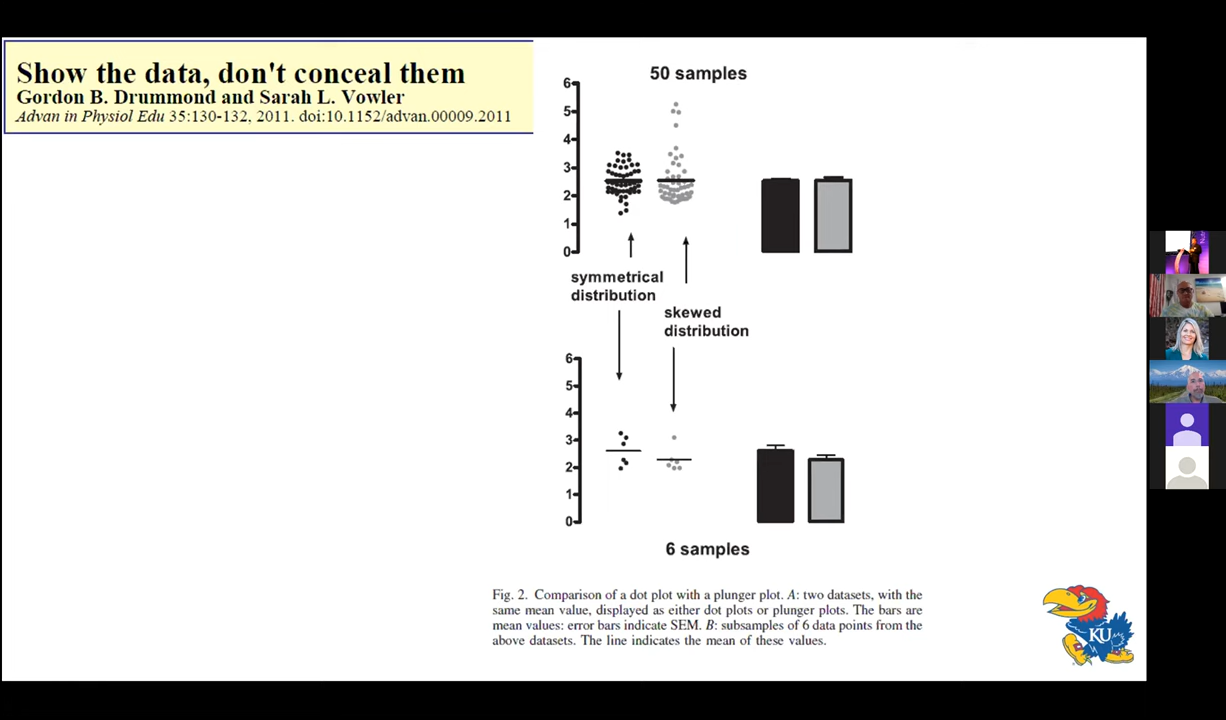 Show the data, don't conceal them
Gordon B. Drummond and Sarah L. Vowler
Advan in Physiol Edu 35:130-132, 2011. doi:10.1152/advan.00009.2011
50 samples
6
5
4
3
2
1
0
symmetrical
distribution
skewed
distribution
6
5
4
3
2
1
0
6 samples
Fig. 2. Comparison of a dot plot with a plunger plot. A: two datasets, with the
same mean value, displayed as either dot plots or plunger plots. The bars are
mean values: error bars indicate SEM. B: subsamples of 6 data points from the
above datasets. The line indicates the mean of these values.
KU